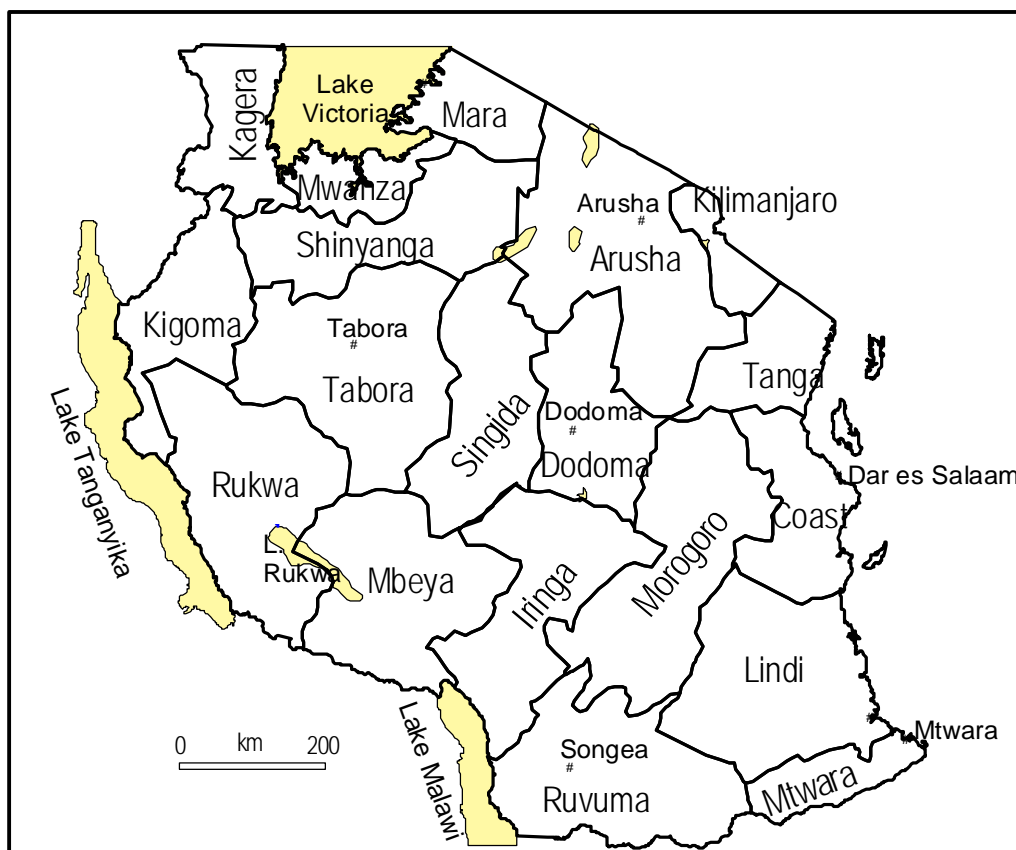 Lake
Victoria
Kagera
Mara
Mwanza
Kilimanjaro
Arusha
#
Shinyanga
Arusha
Kigoma
Tabora
#
Tabora
Tanga
Singida
Dodoma
#
Dodoma
Lake Tanganyika
Rukwa
Dar es Salaam
Coast
L.
Rukwa
Mbeya
Iringa
Morogoro
Lindi
Lake Malawi
0 km 200
Mtwara
Songea
#
Ruvuma
Mtwara